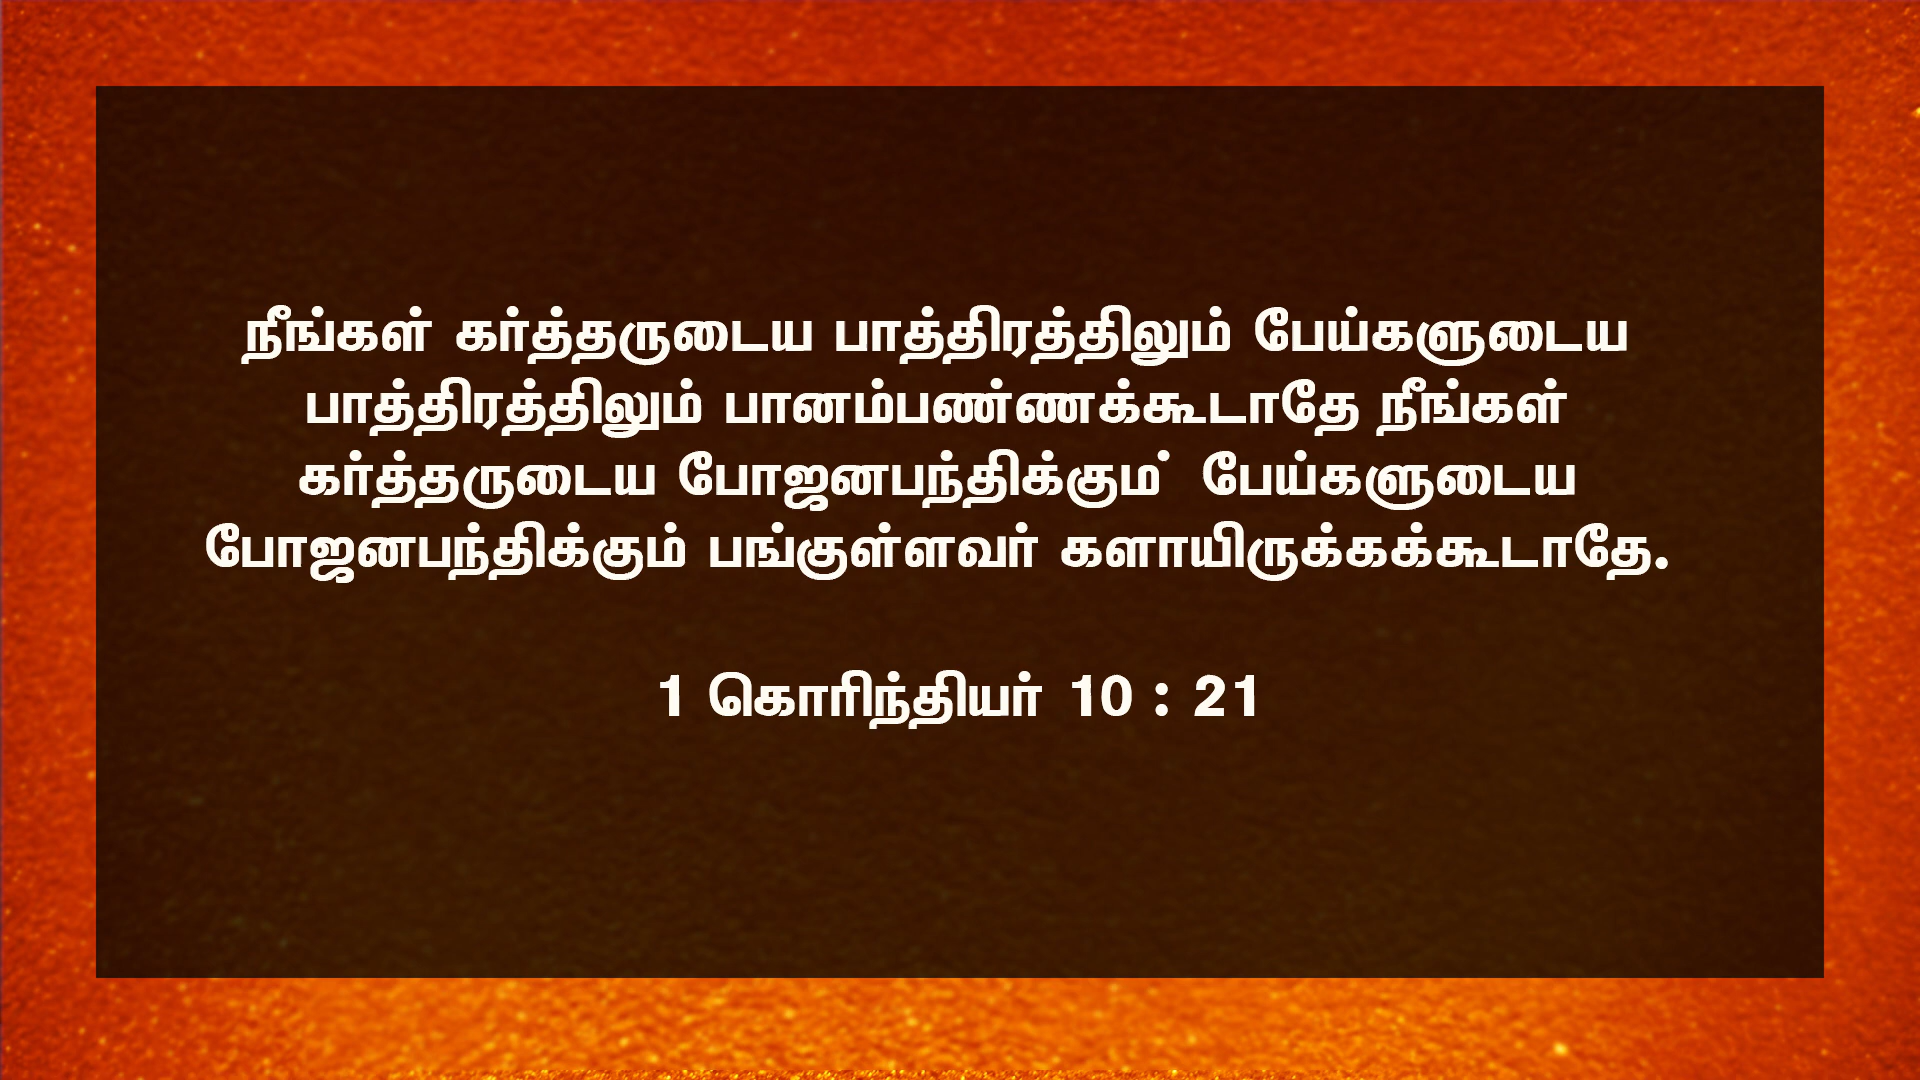 நீங்கள் கர்த்தருடைய பாத்திரத்திலும் பேய்களுடைய
பாத்திரத்திலும் பானம்பண்ணக்கூடாதே நீங்கள்
கர்த்தருடைய போஜனபந்திக்கும் பேய்களுடைய
போஜனபந்திக்கும் பங்குள்ளவர் களாயிருக்கக்கூடாதே.
1 கொரிந்தியர் 10 : 21